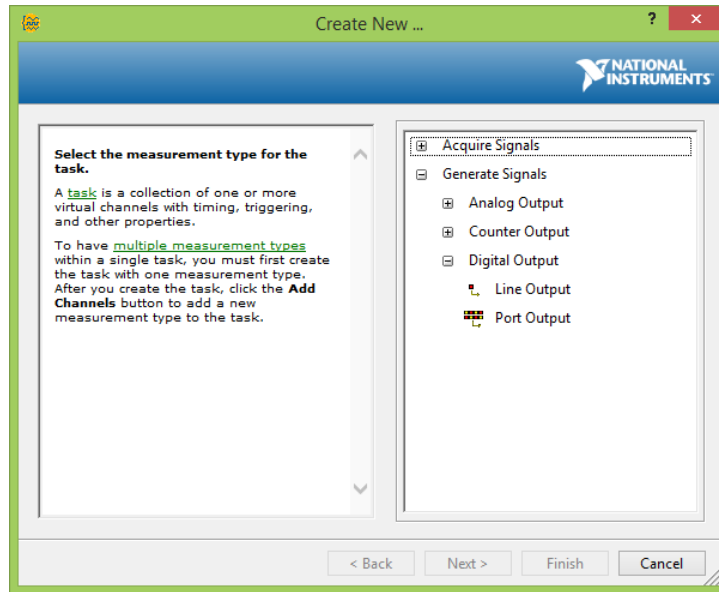 Create New ...
?
×
NATIONAL
INSTRUMENTS
Select the measurement type for the
task.
A task is a collection of one or more
virtual channels with timing, triggering,
and other properties.
To have multiple measurement types
within a single task, you must first create
the task with one measurement type.
After you create the task, click the Add
Channels button to add a new
measurement type to the task.
Acquire Signals
Generate Signals
Analog Output
Counter Output
Digital Output
Line Output
Port Output
< Back
Next >
Finish
Cancel